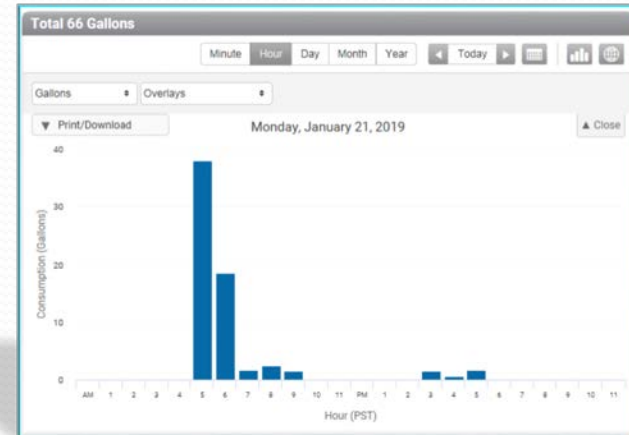 Total 66 Gallons
Minute Hour Day Month Year Today
Gallons Overlays
Print/Download Monday, January 21, 2019 Close
40
30
20
10
0
Consumption (Gallons)
AM 1 2 3 4 5 6 7 8 9 10 11 PM 1 2 3 4 5 6 7 8 9 10 11
Hour (PST)